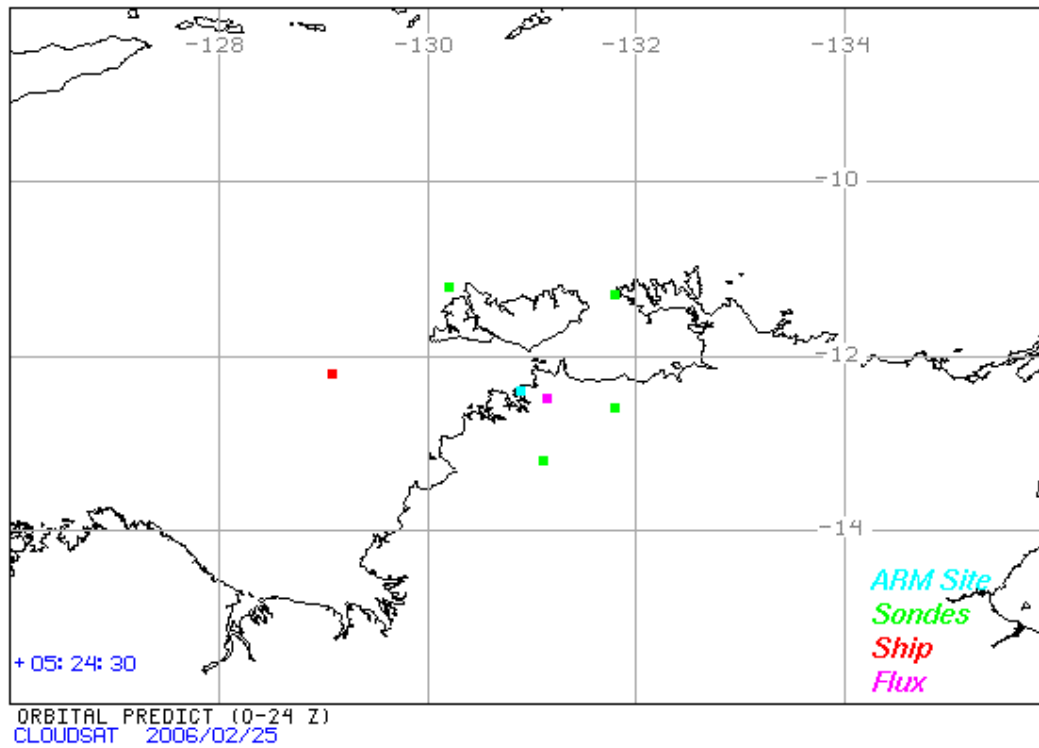 -128 -130 -132 -134
-10
-12
-14
ARM Site
Sondes
Ship
Flux
+ 05:24:30
ORBITAL PREDICT (0-24 Z)
CLOUDSAT 2006/02/25